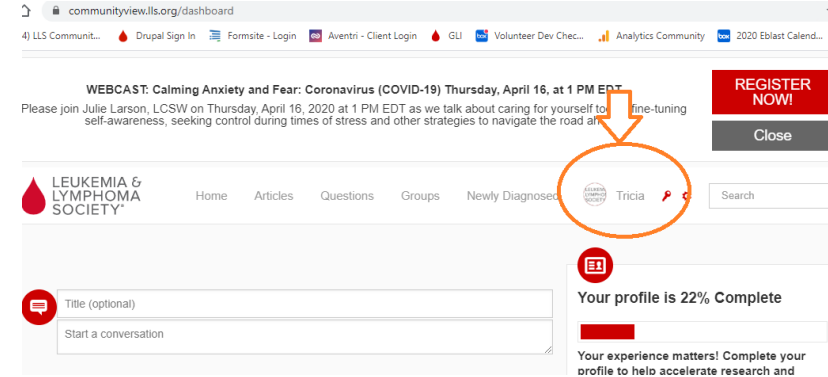 communityview.lls.org/dashboard
4) LLS Communit... Drupal Sign In Formsite - Login Aventri - Client Login GLI Volunteer Dev Chec... Analytics Community 2020 Eblast Calend...
WEBCAST: Calming Anxiety and Fear: Coronavirus (COVID-19) Thursday, April 16, at 1 PM EDT
Please join Julie Larson, LCSW on Thursday, April 16, 2020 at 1 PM EDT as we talk about caring for yourself fine-tuning
self-awareness, seeking control during times of stress and other strategies to navigate the road
REGISTER
NOW!
Close
LEUKEMIA &
LYMPHOMA
SOCIETY
Home Articles Questions Groups Newly Diagnosed Tricia Search
Title (optional)
Start a conversation
Your profile is 22% Complete
Your experience matters! Complete your
profile to help accelerate research and